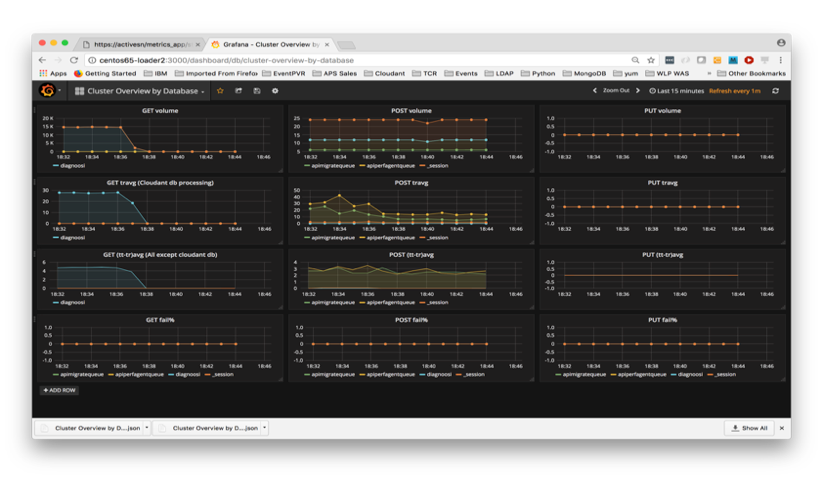 https://activesn/metrics_app/
Grafana - Cluster Overview by
centos65-loader2:3000/dashboard/db/cluster-overview-by-database
Apps Getting Started IBM Imported From Firefox EventPVR APS Sales Cloudant TCR Events LDAP Python MongoDB yum WLP WAS » Other Bookmarks
Cluster Overview by Database Zoom Out Last 15 minutes Refresh every 1m
GET volume
20 K
15 K
10 K
5 K
0
18:32 18:34 18:36 18:38 18:40 18:42 18:44 18:46
diagnoosi
POST volume
25
20
15
10
5
18:32 18:34 18:36 18:38 18:40 18:42 18:44 18:46
apimigratequeue apiperfagentqueue _session
PUT volume
1.0
0.5
0
-0.5
-1.0
18:32 18:34 18:36 18:38 18:40 18:42 18:44 18:46
GET travg (Cloudant db processing)
30
20
10
0
18:32 18:34 18:36 18:38 18:40 18:42 18:44 18:46
diagnoosi
POST travg
50
40
30
20
10
0
18:32 18:34 18:36 18:38 18:40 18:42 18:44 18:46
apimigratequeue apiperfagentqueue _session
PUT travg
1.0
0.5
0
-0.5
-1.0
18:32 18:34 18:36 18:38 18:40 18:42 18:44 18:46
GET (tt-tr)avg (All except cloudant db)
6
4
2
0
18:32 18:34 18:36 18:38 18:40 18:42 18:44 18:46
diagnoosi
POST (tt-tr)avg
4
3
2
1
0
18:32 18:34 18:36 18:38 18:40 18:42 18:44 18:46
apimigratequeue apiperfagentqueue _session
PUT (tt-tr)avg
1.0
0.5
0
-0.5
-1.0
18:32 18:34 18:36 18:38 18:40 18:42 18:44 18:46
GET fail%
1.0
0.5
0
-0.5
-1.0
18:32 18:34 18:36 18:38 18:40 18:42 18:44 18:46
apimigratequeue apiperfagentqueue diagnoosi _session
POST fail%
1.0
0.5
0
-0.5
-1.0
18:32 18:34 18:36 18:38 18:40 18:42 18:44 18:46
apimigratequeue apiperfagentqueue diagnoosi _session
PUT fail%
1.0
0.5
0
-0.5
-1.0
18:32 18:34 18:36 18:38 18:40 18:42 18:44 18:46
apimigratequeue apiperfagentqueue diagnoosi _session
+ ADD ROW
Cluster Overview by D....json Cluster Overview by D....json Show All